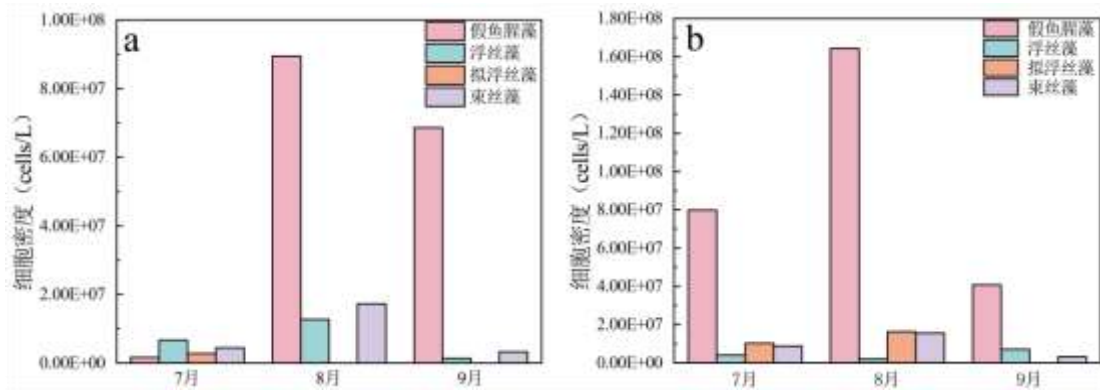 a
细胞密度（cells/L）
1.00E+08
8.00E+07
6.00E+07
4.00E+07
2.00E+07
0.00E+00
7月
8月
9月
假鱼腥藻
浮丝藻
拟浮丝藻
束丝藻
b
细胞密度（cells/L）
1.80E+08
1.60E+08
1.40E+08
1.20E+08
1.00E+08
8.00E+07
6.00E+07
4.00E+07
2.00E+07
0.00E+00
7月
8月
9月
假鱼腥藻
浮丝藻
拟浮丝藻
束丝藻